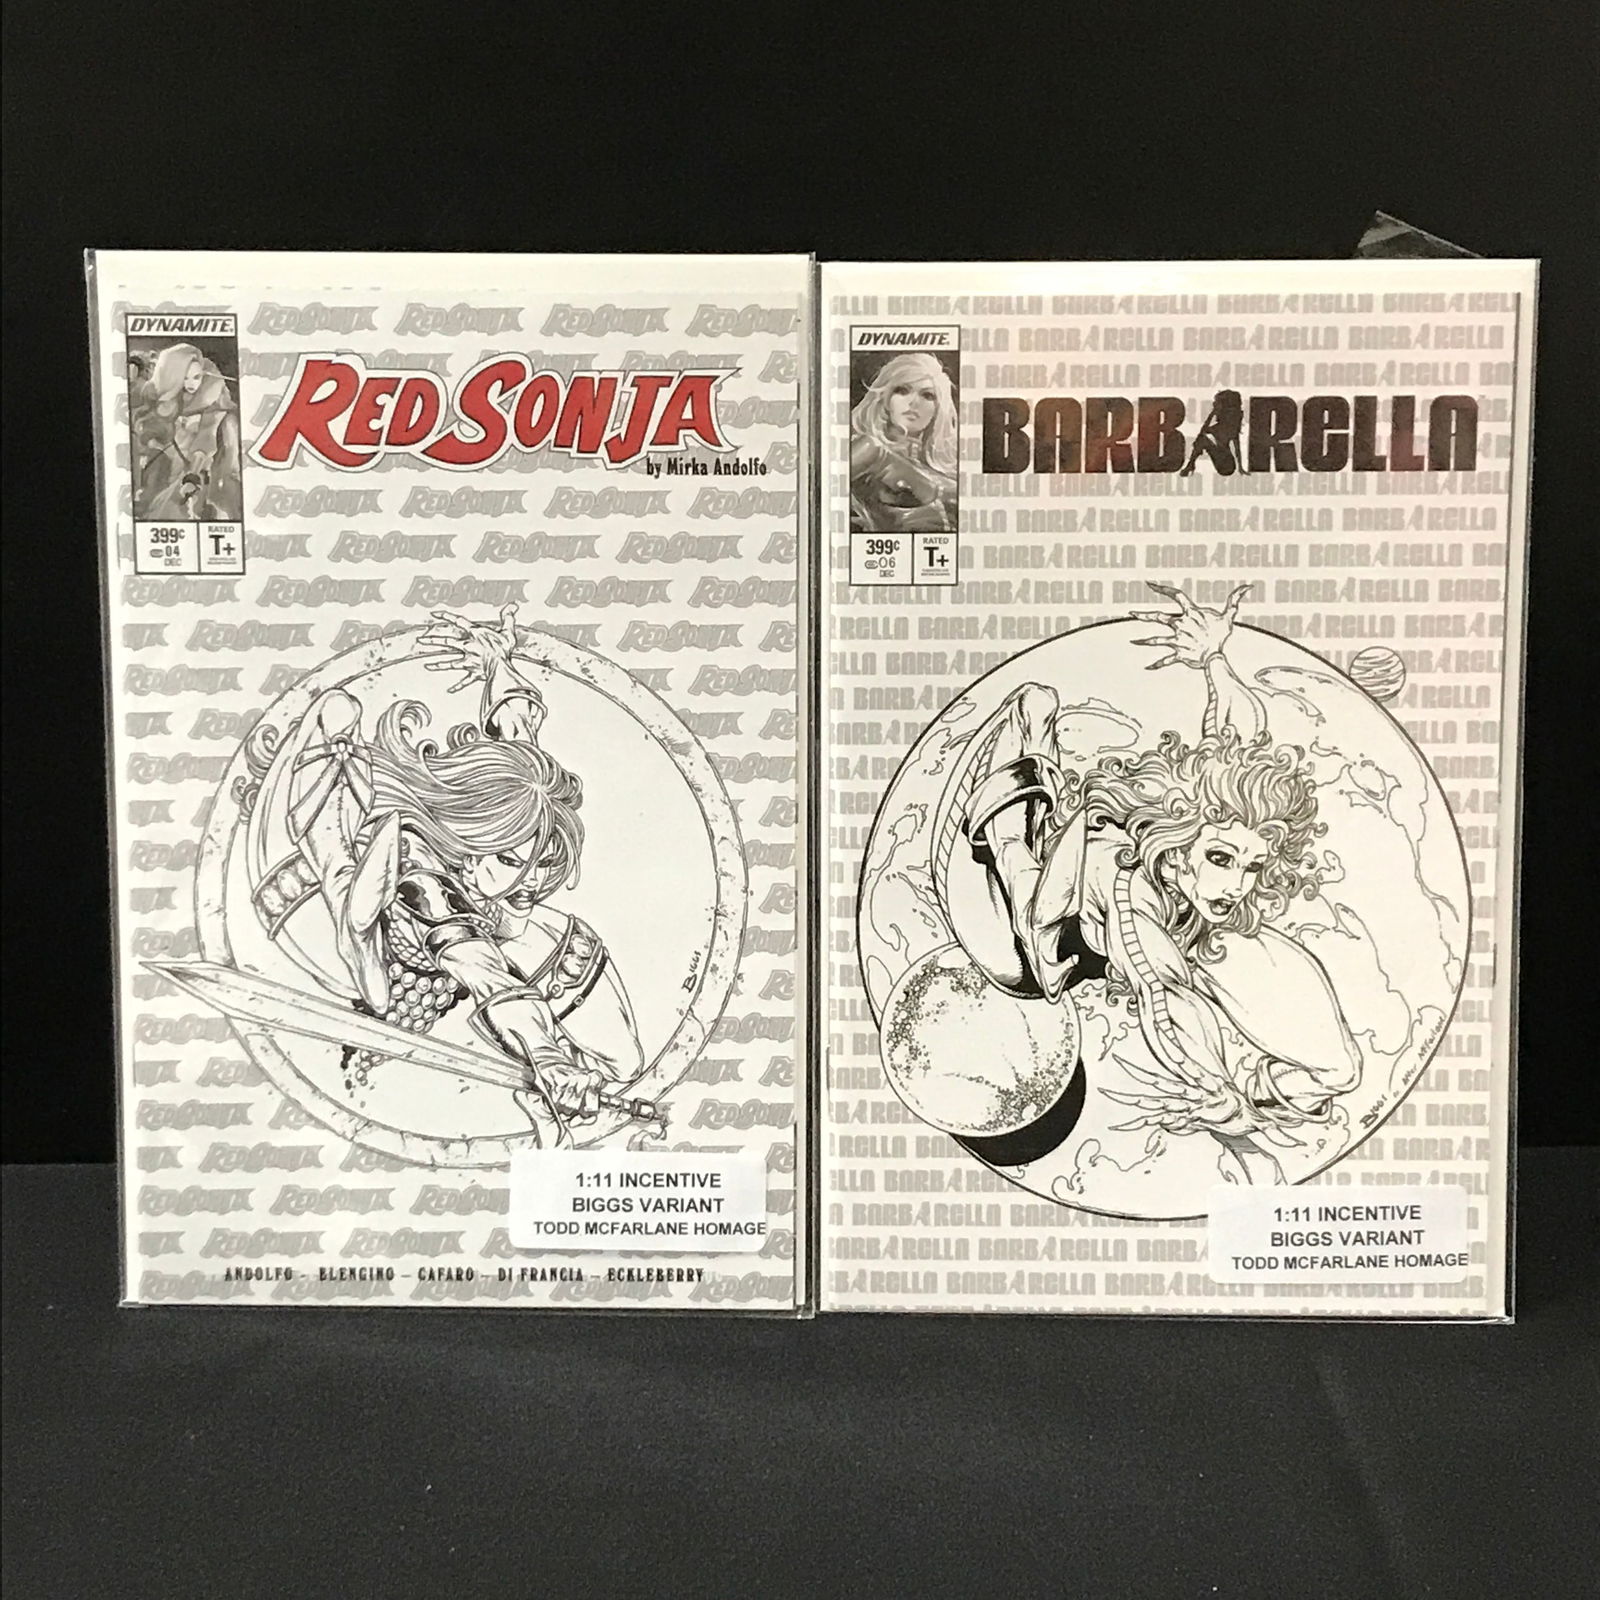 DYNAMITE.
RED SONJA
by Mirka Andolfo
399¢
04
DEC
RATED
T+
BIGGS
1:11 INCENTIVE
BIGGS VARIANT
TODD MCFARLANE HOMAGE
ANDOLFO - BLENGINO - CAFARO - DI FRANCIA - ECKLEBERRY
DYNAMITE.
BARBARELLA
399¢
06
DEC
RATED
T+
BIGGS
1:11 INCENTIVE
BIGGS VARIANT
TODD MCFARLANE HOMAGE